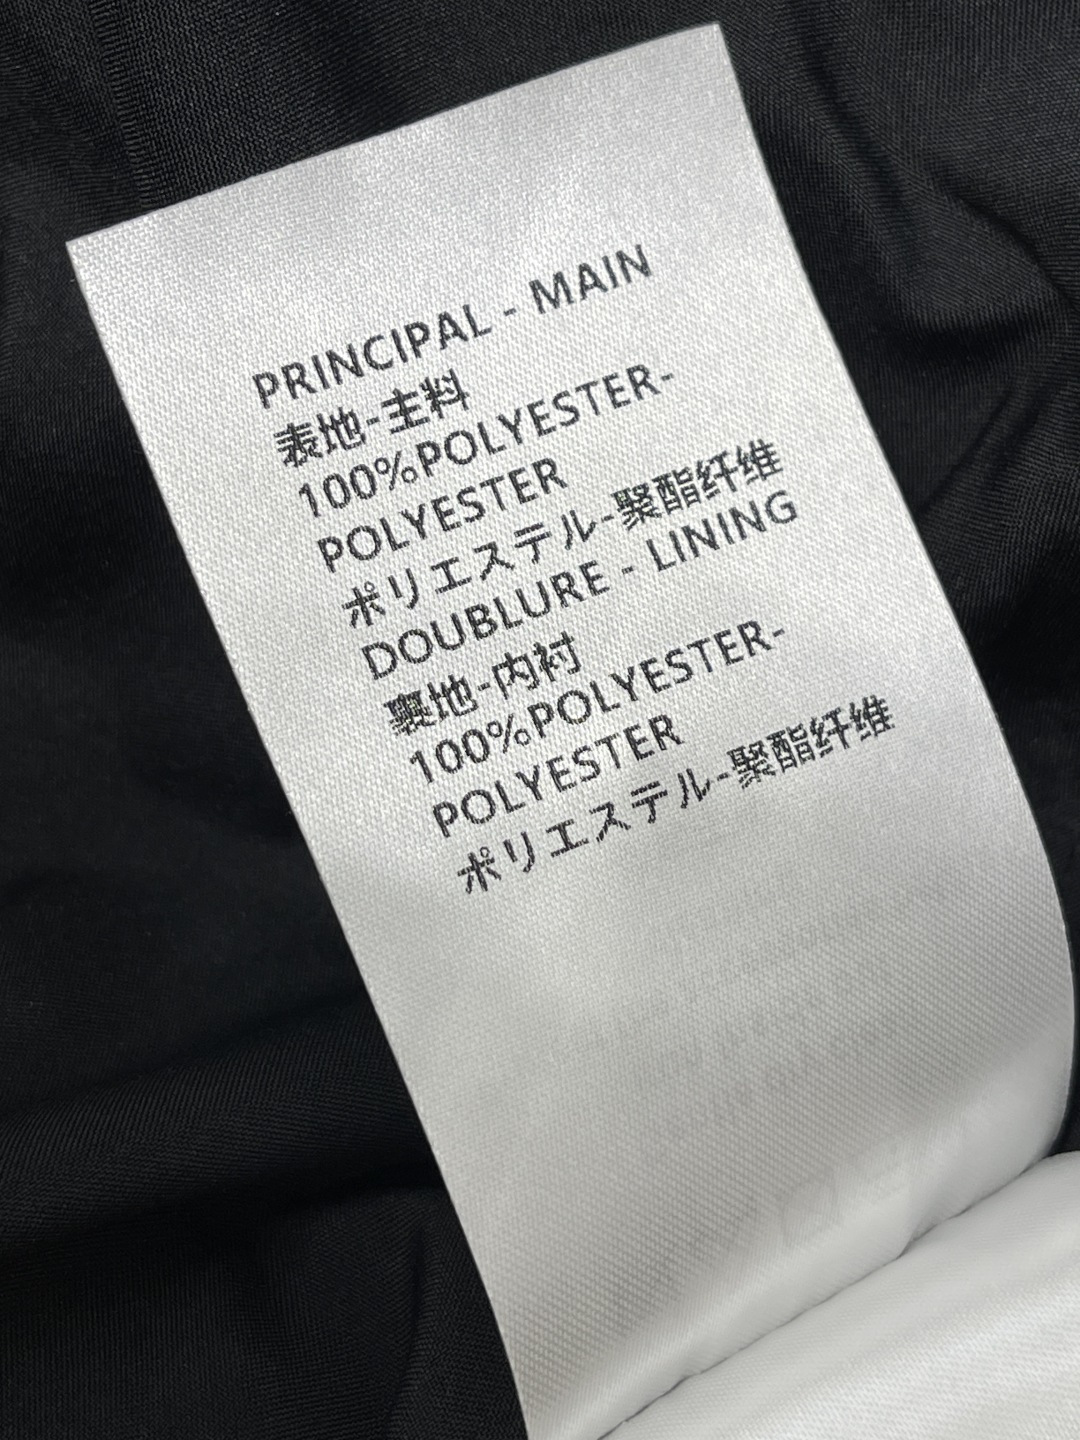 PRINCIPAL - MAIN
表地-主料
100%POLYESTER-
POLYESTER
ポリエステル-聚酯纤维
DOUBLURE - LINING
裏地-内衬
100%POLYESTER-
POLYESTER
ポリエステル-聚酯纤维